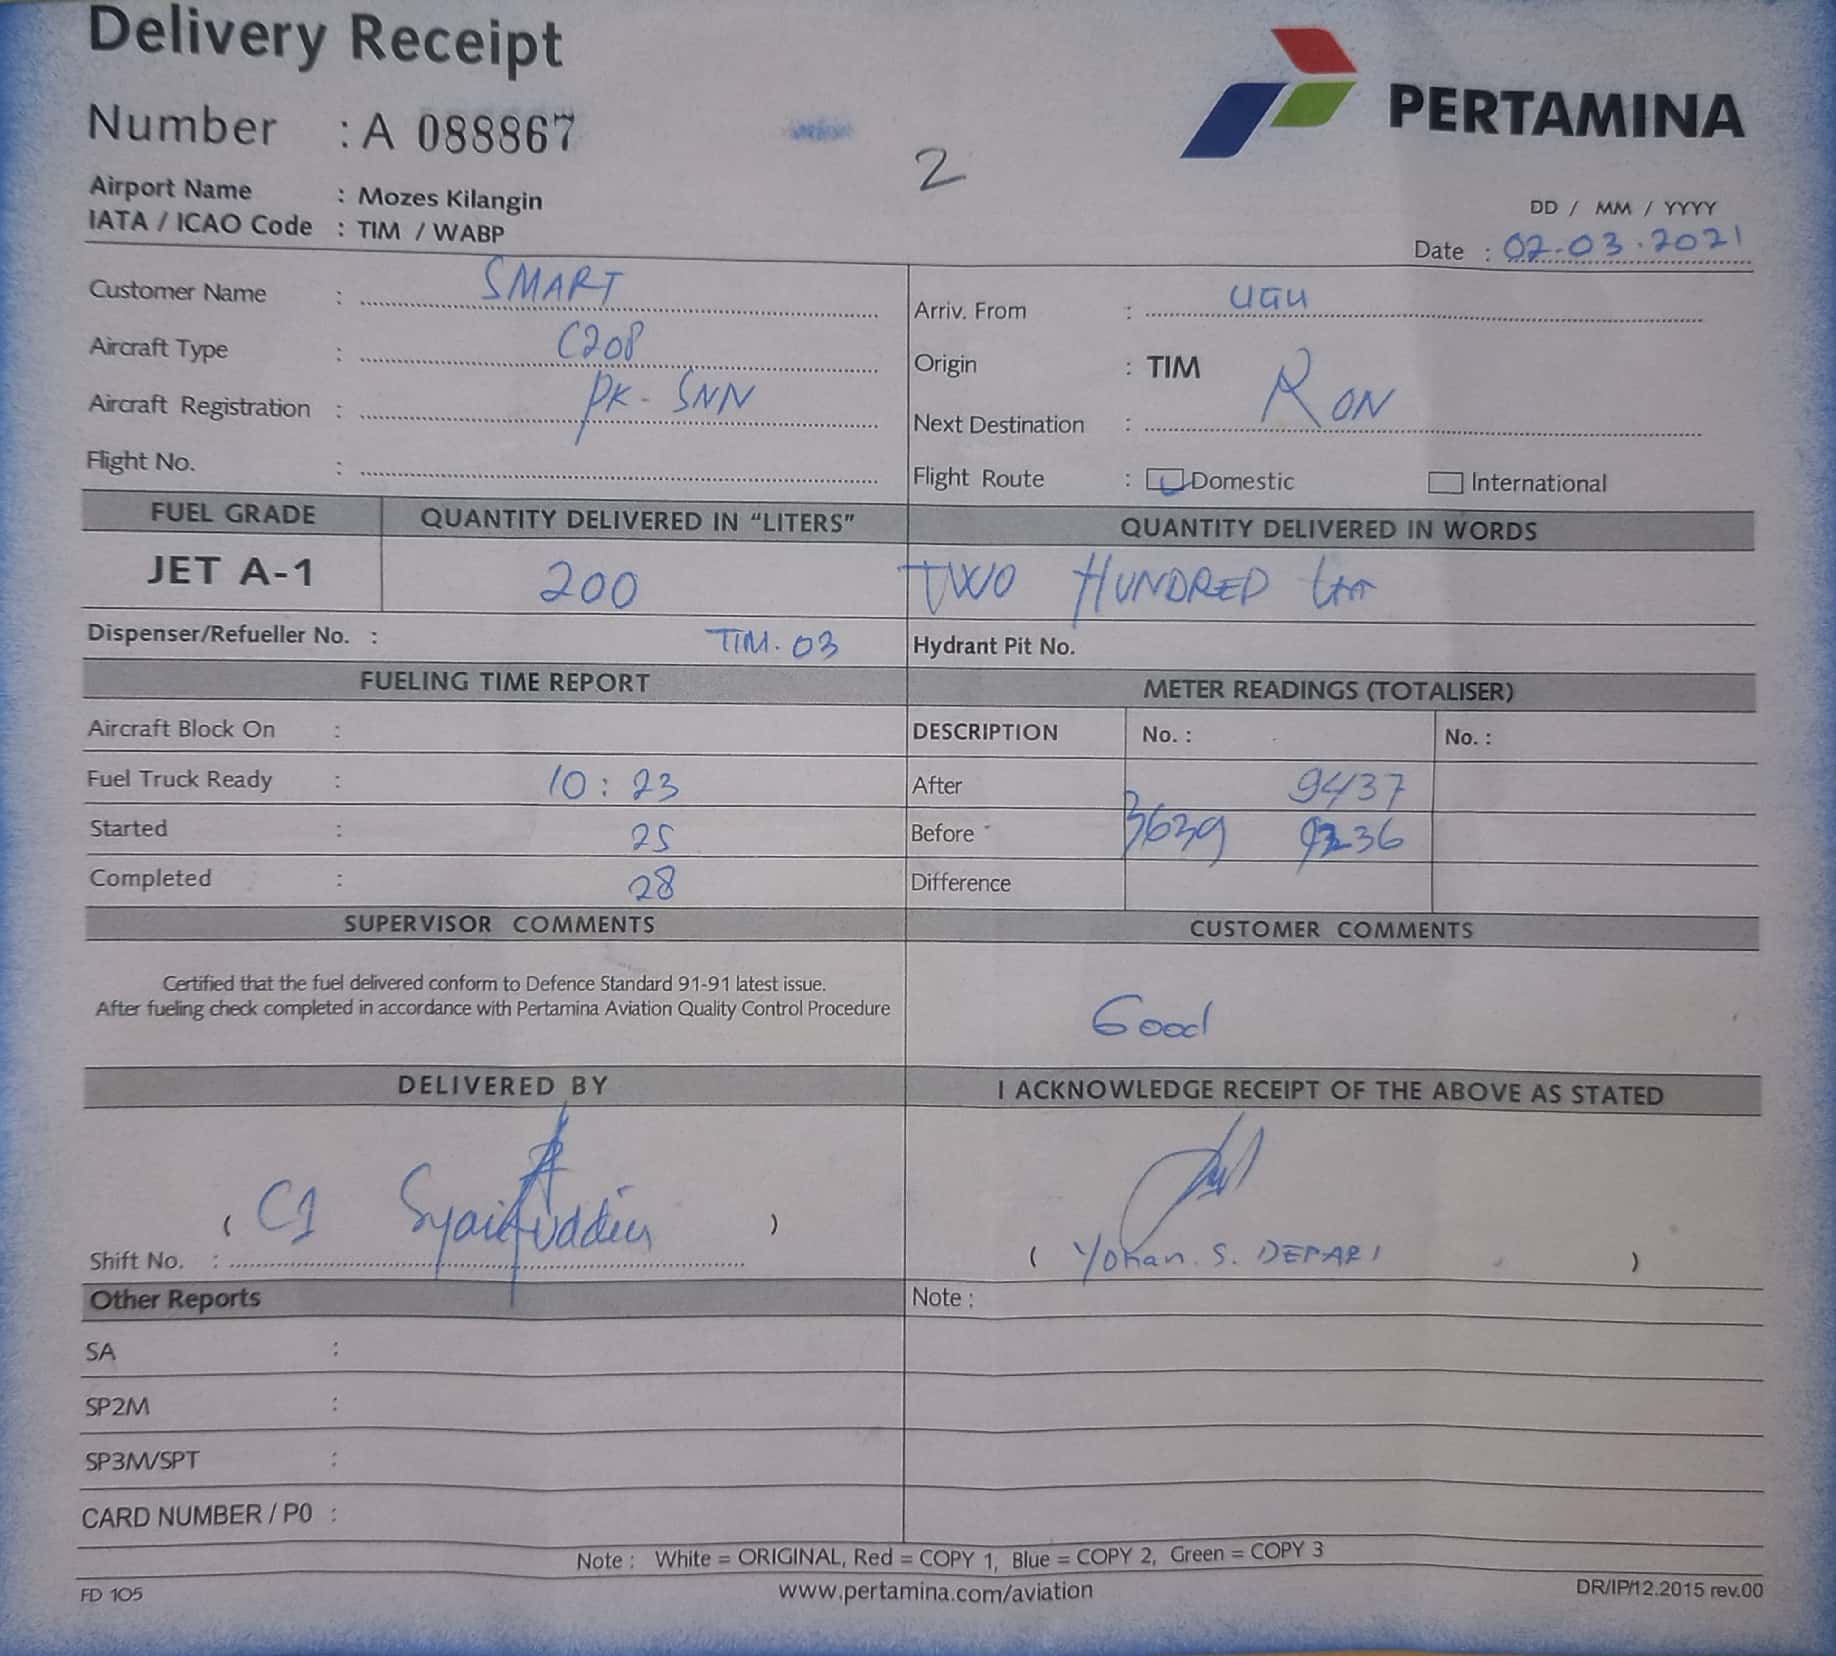 Delivery Receipt
PERTAMINA
Number : A 088867
2
Airport Name : Mozes Kilangin
IATA / ICAO Code : TIM / WABP
DD / MM / YYYY
Date : 02-03-2021
Customer Name : SMART
Aircraft Type : C208
Aircraft Registration : PK-SNN
Flight No. :
Arriv. From : UGU
Origin : TIM
Next Destination : RON
Flight Route : Domestic International
FUEL GRADE QUANTITY DELIVERED IN “LITERS” QUANTITY DELIVERED IN WORDS
JET A-1 200 TWO HUNDRED
Dispenser/Refueller No. : TIM. 03 Hydrant Pit No.
FUELING TIME REPORT METER READINGS (TOTALISER)
Aircraft Block On : DESCRIPTION No. : No. :
Fuel Truck Ready : 10 : 23 After 9437
Started : 25 Before 3639 9236
Completed : 28 Difference
SUPERVISOR COMMENTS CUSTOMER COMMENTS
Certified that the fuel delivered conform to Defence Standard 91-91 latest issue.
After fueling check completed in accordance with Pertamina Aviation Quality Control Procedure
Good
DELIVERED BY I ACKNOWLEDGE RECEIPT OF THE ABOVE AS STATED
( C1 Syaifuddin )
Shift No. :
( Yohan. S. DEPARI )
Other Reports Note :
SA :
SP2M :
SP3M/SPT :
CARD NUMBER / P0 :
Note : White = ORIGINAL, Red = COPY 1, Blue = COPY 2, Green = COPY 3
FD 105 www.pertamina.com/aviation DR/IP/12.2015 rev.00